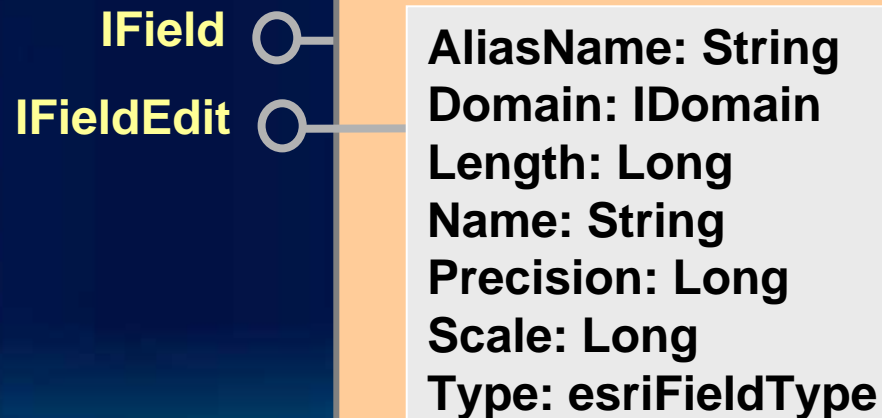 IField
IFieldEdit
AliasName: String
Domain: IDomain
Length: Long
Name: String
Precision: Long
Scale: Long
Type: esriFieldType